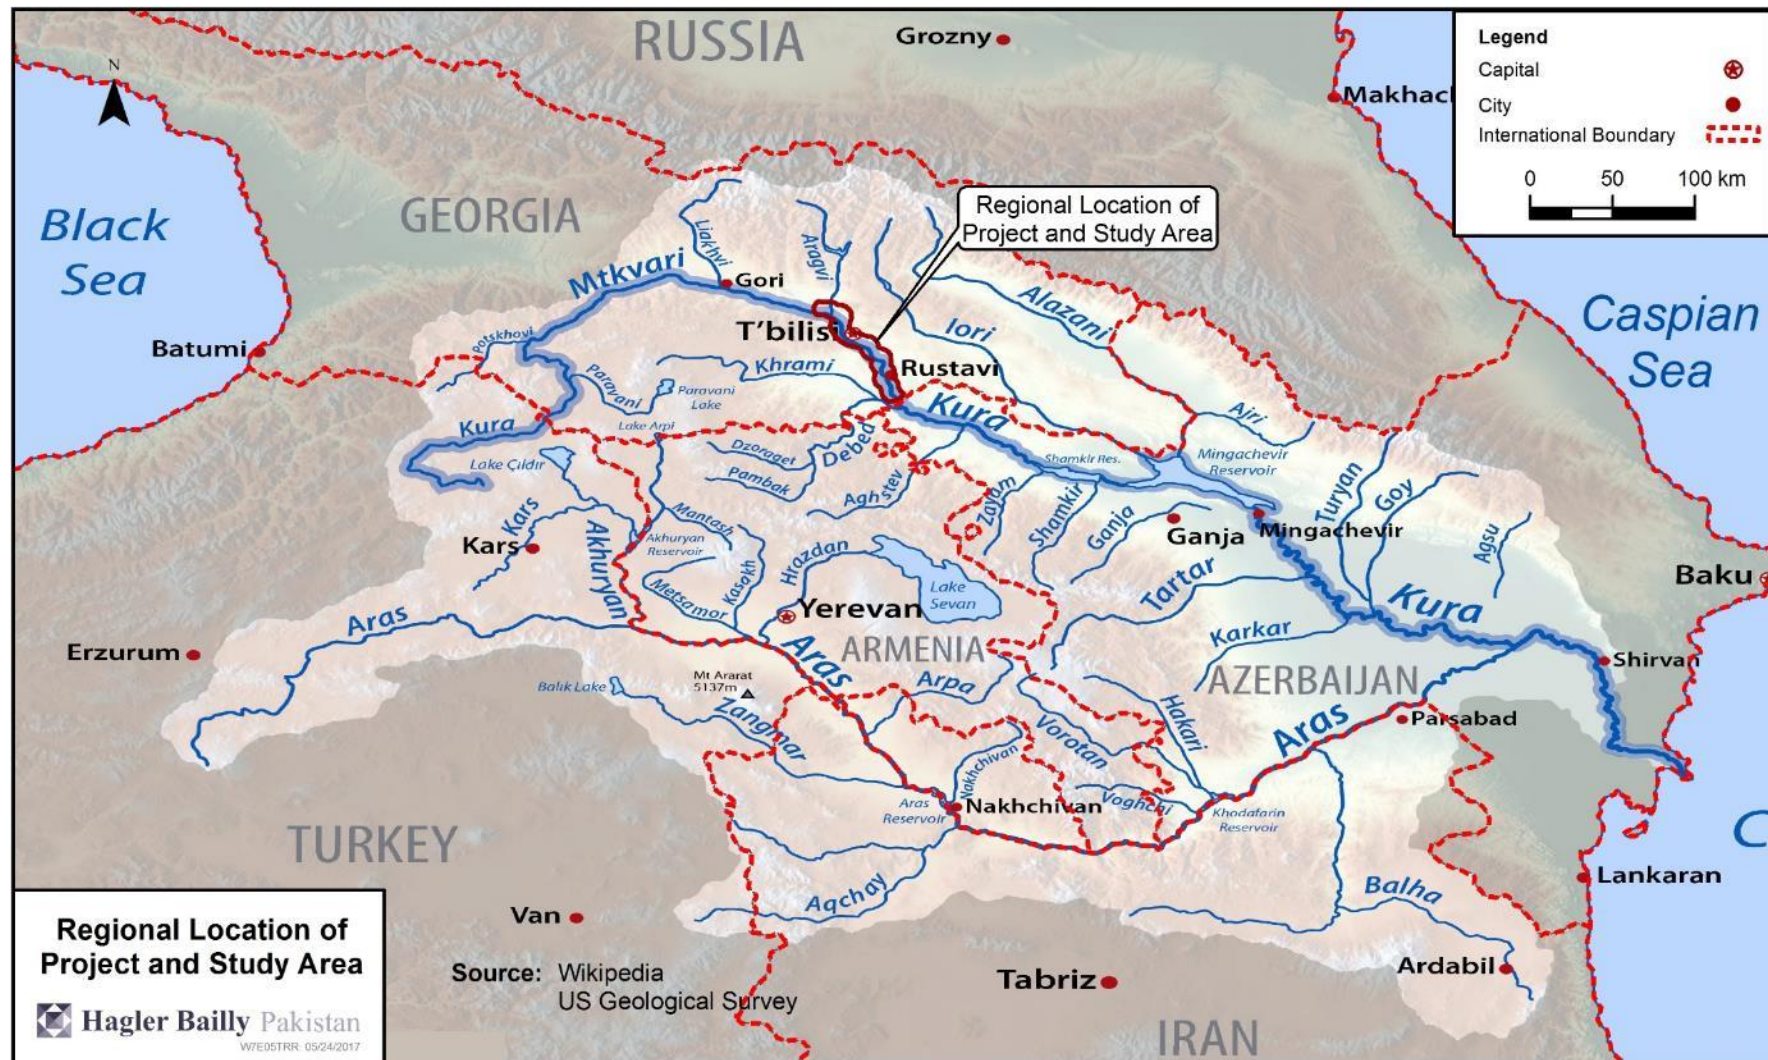 RUSSIA
Grozny
Makhach
Legend
Capital
City
International Boundary
0 50 100 km
N
Black
Sea
GEORGIA
Regional Location of
Project and Study Area
Caspian
Sea
Liakhvi
Aragvi
Mtkvari
Gori
Alazani
Iori
T'bilisi
Batumi
Potskhovi
Khrami
Rustavi
Paravani
Paravani
Lake
Kura
Kura
Ajri
Lake Arpi
Debed
Dzoraget
Pambak
Lake Çıldır
Shamkir Res.
Mingachevir
Reservoir
Aghstev
Zayam
Shamkir
Ganja
Ganja
Mingachevir
Turyan
Goy
Agsu
Kars
Kars
Akhuryan
Mantash
Akhuryan
Reservoir
Kasakh
Hrazdan
Metsamor
Lake
Sevan
Tartar
Baku
Yerevan
Kura
Aras
Karkar
Erzurum
ARMENIA
Shirvan
Aras
Mt Ararat
5137m
Balık Lake
Arpa
AZERBAIJAN
Zangmar
Vorotan
Hakari
Aras
Parsabad
Nakhchivan
Aras
Reservoir
Nakhchivan
Voghchi
Khodafarin
Reservoir
TURKEY
C
Aqchay
Balha
Lankaran
Van
Ardabil
Tabriz
IRAN
Regional Location of
Project and Study Area
Hagler Bailly Pakistan
W7E05TRR: 05/24/2017
Source: Wikipedia
US Geological Survey